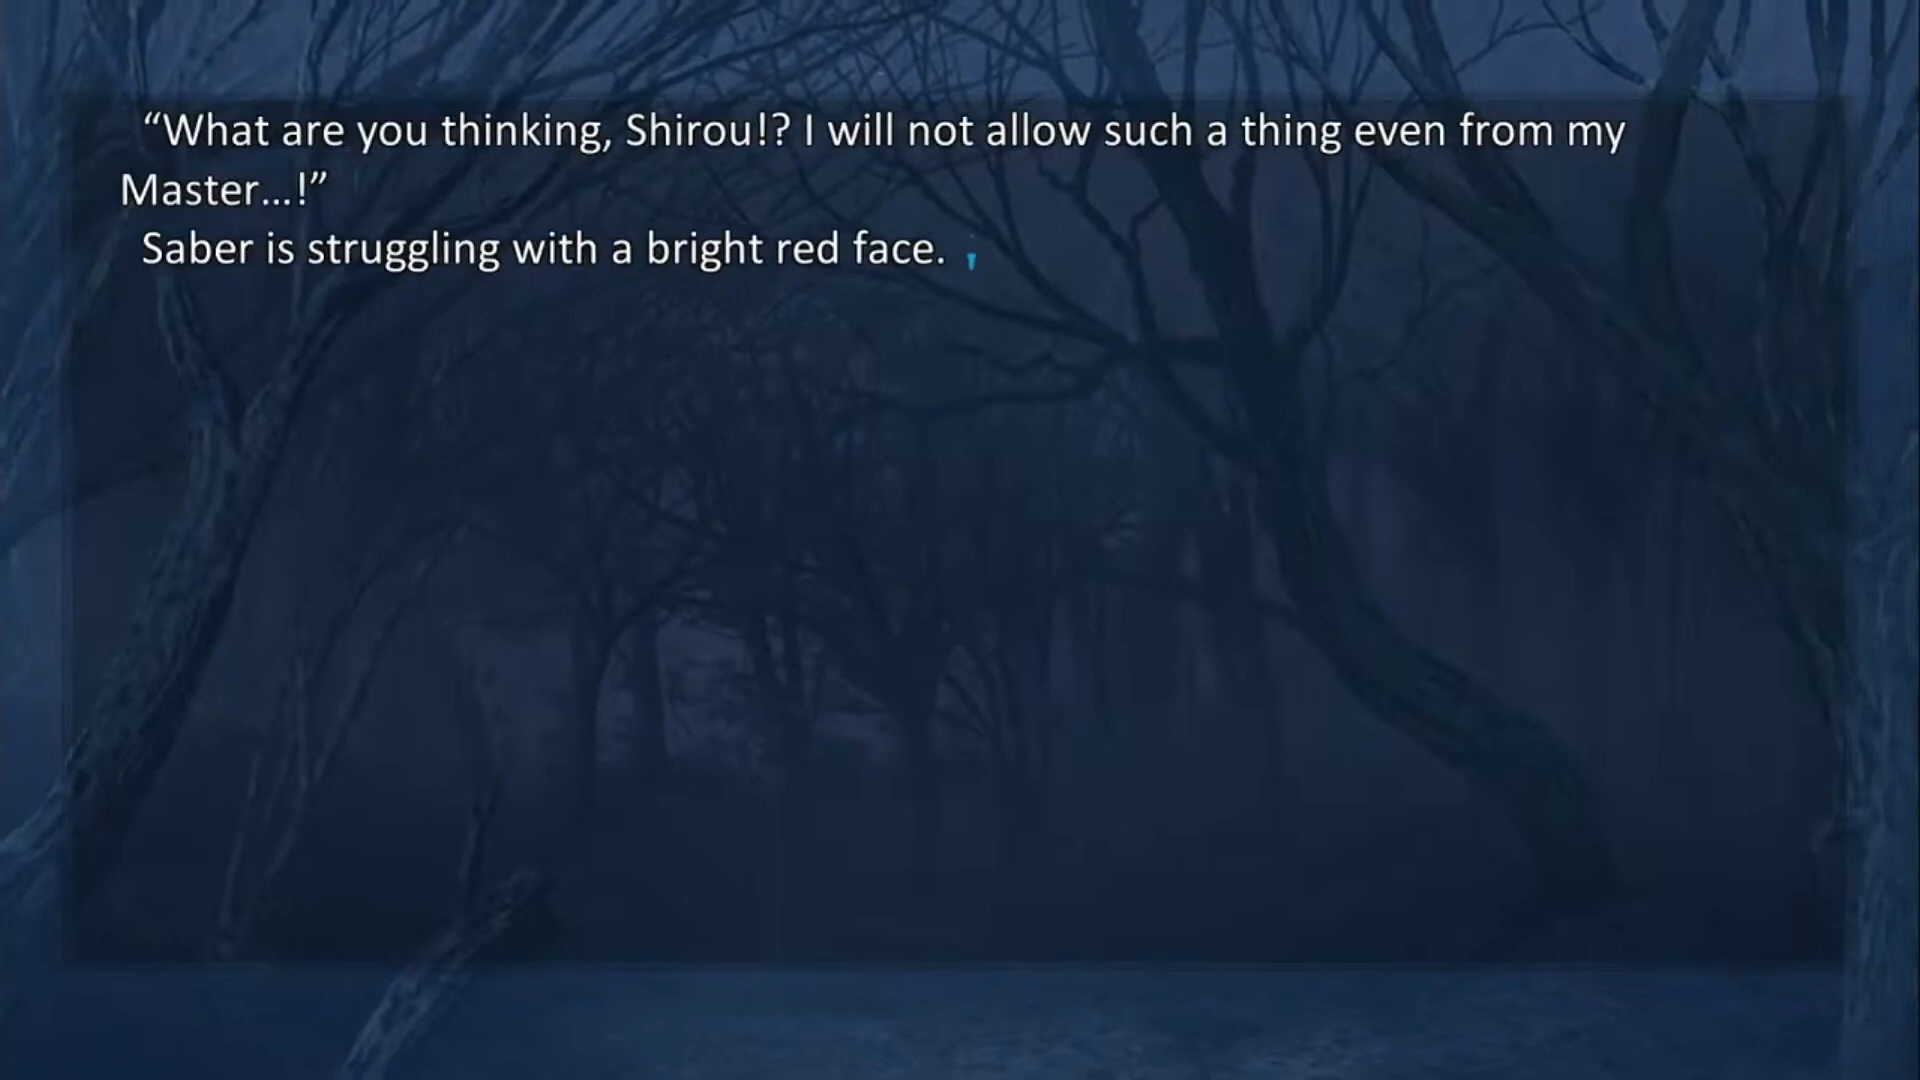 “What are you thinking, Shirou!? I will not allow such a thing even from my
Master...!”
Saber is struggling with a bright red face.